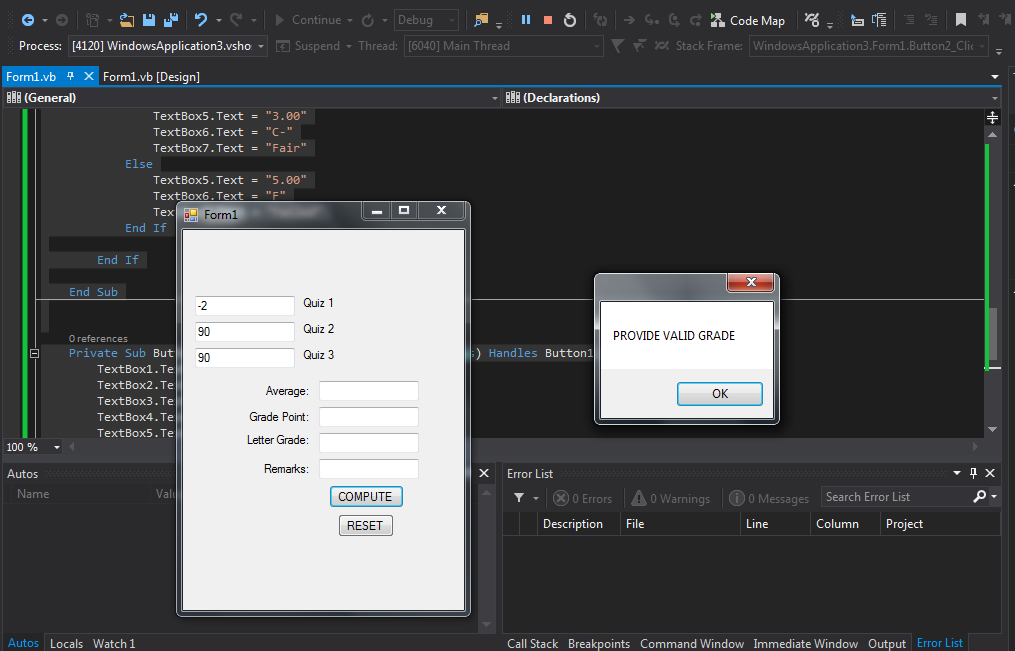 Continue Debug Code Map
Process: [4120] WindowsApplication3.vsho Suspend Thread: [6040] Main Thread Stack Frame: WindowsApplication3.Form1.Button2_Clic
Form1.vb Form1.vb [Design]
(General) (Declarations)
TextBox5.Text = "3.00"
TextBox6.Text = "C-"
TextBox7.Text = "Fair"
Else
TextBox5.Text = "5.00"
TextBox6.Text = "F"
End If
End If
End Sub
0 references
Private Sub But s) Handles Button1
TextBox1.Te
TextBox2.Te
TextBox3.Te
TextBox4.Te
TextBox5.Te
100 %
Form1
-2 Quiz 1
90 Quiz 2
90 Quiz 3
Average:
Grade Point:
Letter Grade:
Remarks:
COMPUTE
RESET
PROVIDE VALID GRADE
OK
Autos
Name Valu
Autos Locals Watch 1
Error List
0 Errors 0 Warnings 0 Messages Search Error List
Description File Line Column Project
Call Stack Breakpoints Command Window Immediate Window Output Error List